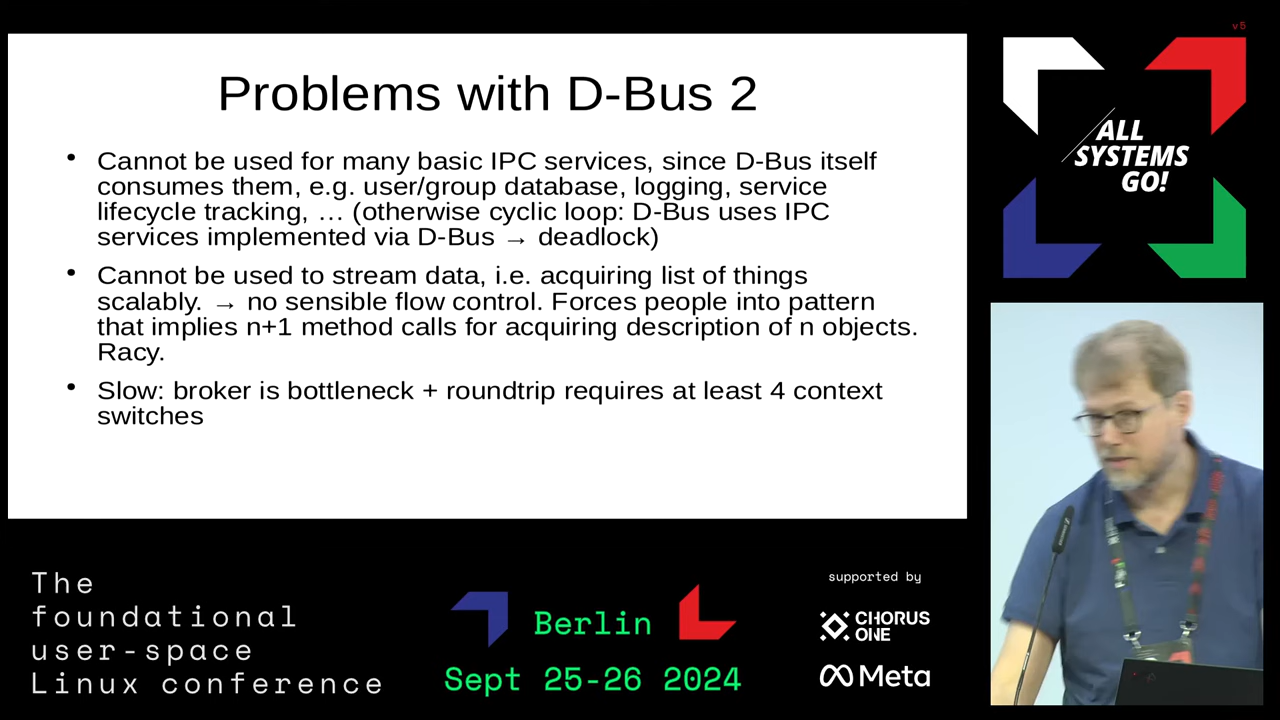 v5
Problems with D-Bus 2
• Cannot be used for many basic IPC services, since D-Bus itself
consumes them, e.g. user/group database, logging, service
lifecycle tracking, … (otherwise cyclic loop: D-Bus uses IPC
services implemented via D-Bus → deadlock)
• Cannot be used to stream data, i.e. acquiring list of things
scalably. → no sensible flow control. Forces people into pattern
that implies n+1 method calls for acquiring description of n objects.
Racy.
• Slow: broker is bottleneck + roundtrip requires at least 4 context
switches
ALL
SYSTEMS
GO!
The
foundational
user-space
Linux conference
Berlin
Sept 25-26 2024
supported by
CHORUS
ONE
Meta